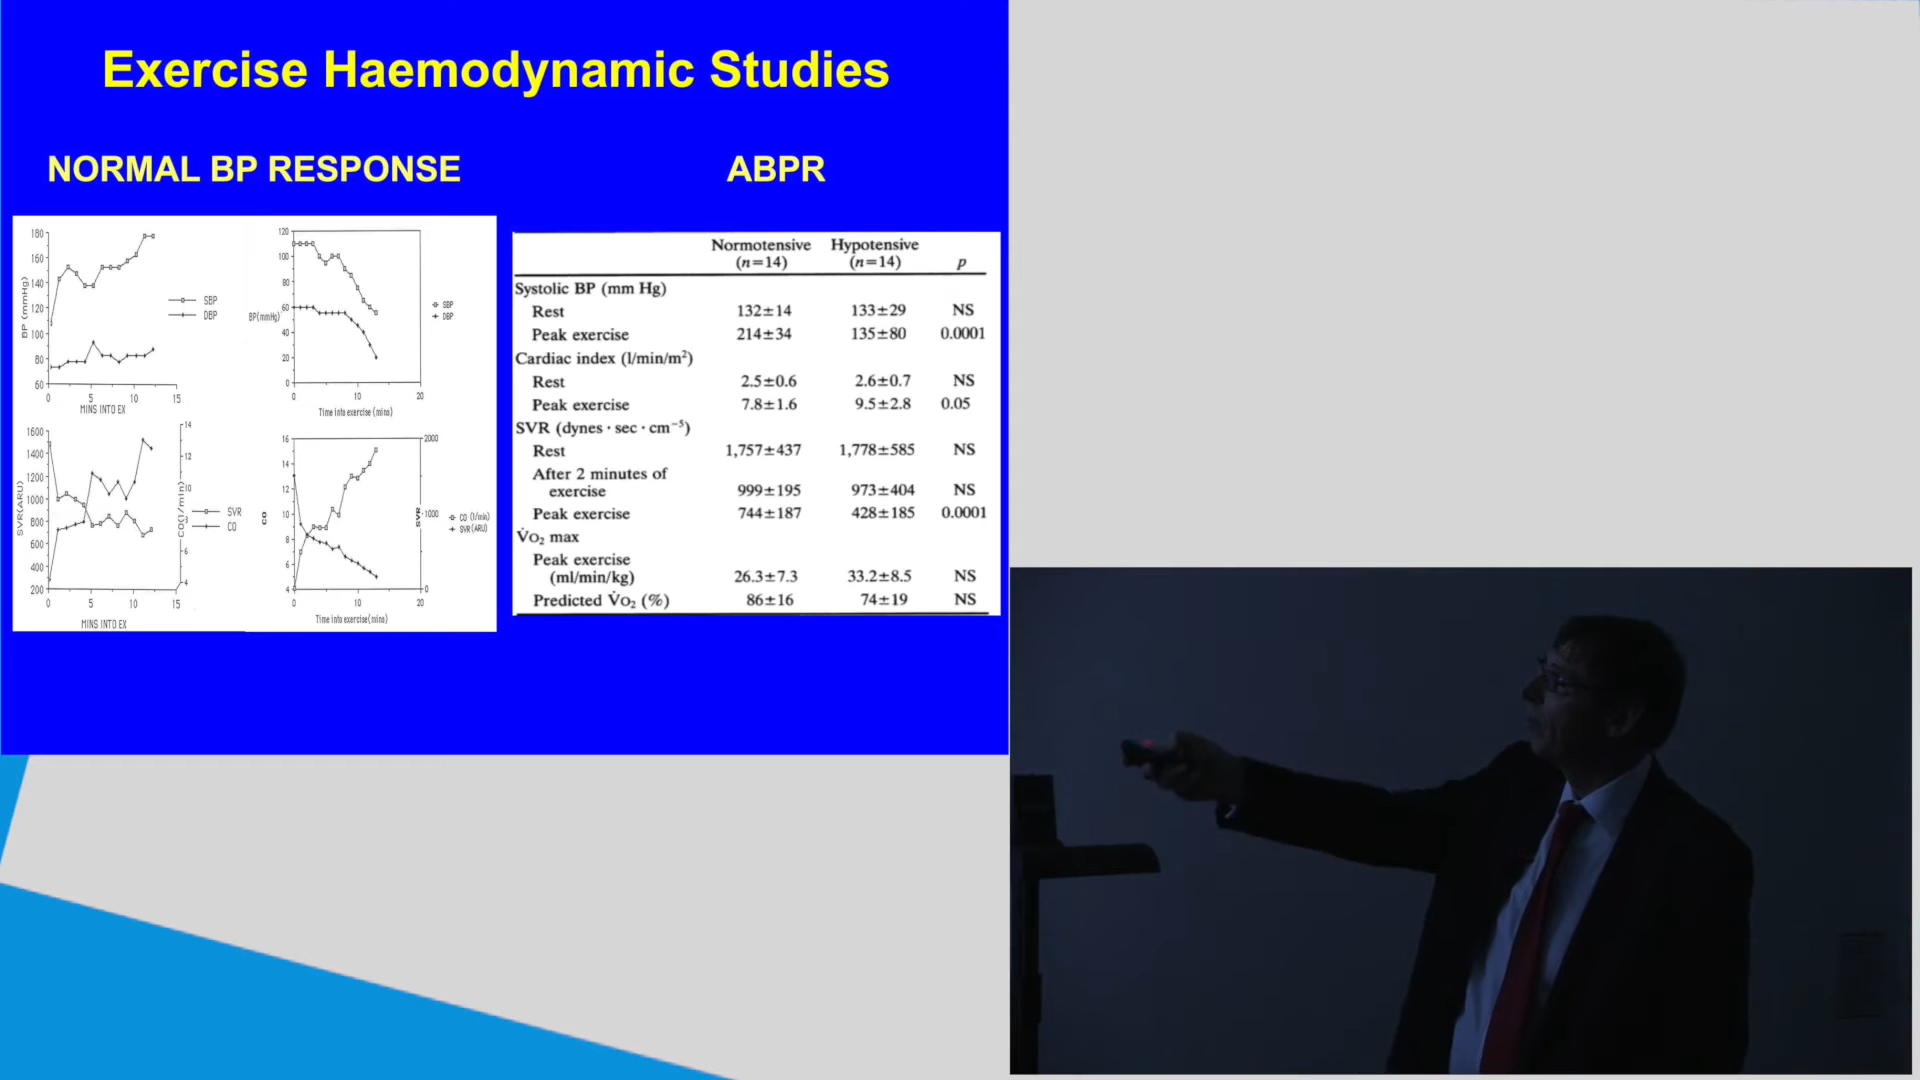 Exercise Haemodynamic Studies
NORMAL BP RESPONSE
ABPR
180
160
140
120
100
80
60
BP (mmHg)
SBP
DBP
0 5 10 15
MINS INTO EX
120
100
80
60
40
20
0
BP(mmHg)
SBP
DBP
0 10 20
Time into exercise (mins)
1600
1400
1200
1000
800
600
400
200
SVR(ARU)
14
12
10
8
6
4
CO(l/min)
SVR
CO
0 5 10 15
MINS INTO EX
16
14
12
10
8
6
4
CO
2000
1000
0
SVR
CO (l/min)
SVR(ARU)
0 10 20
Time into exercise(mins)
Normotensive Hypotensive
(n=14) (n=14) p
Systolic BP (mm Hg)
Rest 132±14 133±29 NS
Peak exercise 214±34 135±80 0.0001
Cardiac index (l/min/m²)
Rest 2.5±0.6 2.6±0.7 NS
Peak exercise 7.8±1.6 9.5±2.8 0.05
SVR (dynes · sec · cm⁻⁵)
Rest 1,757±437 1,778±585 NS
After 2 minutes of
exercise 999±195 973±404 NS
Peak exercise 744±187 428±185 0.0001
V̇O₂ max
Peak exercise
(ml/min/kg) 26.3±7.3 33.2±8.5 NS
Predicted V̇O₂ (%) 86±16 74±19 NS